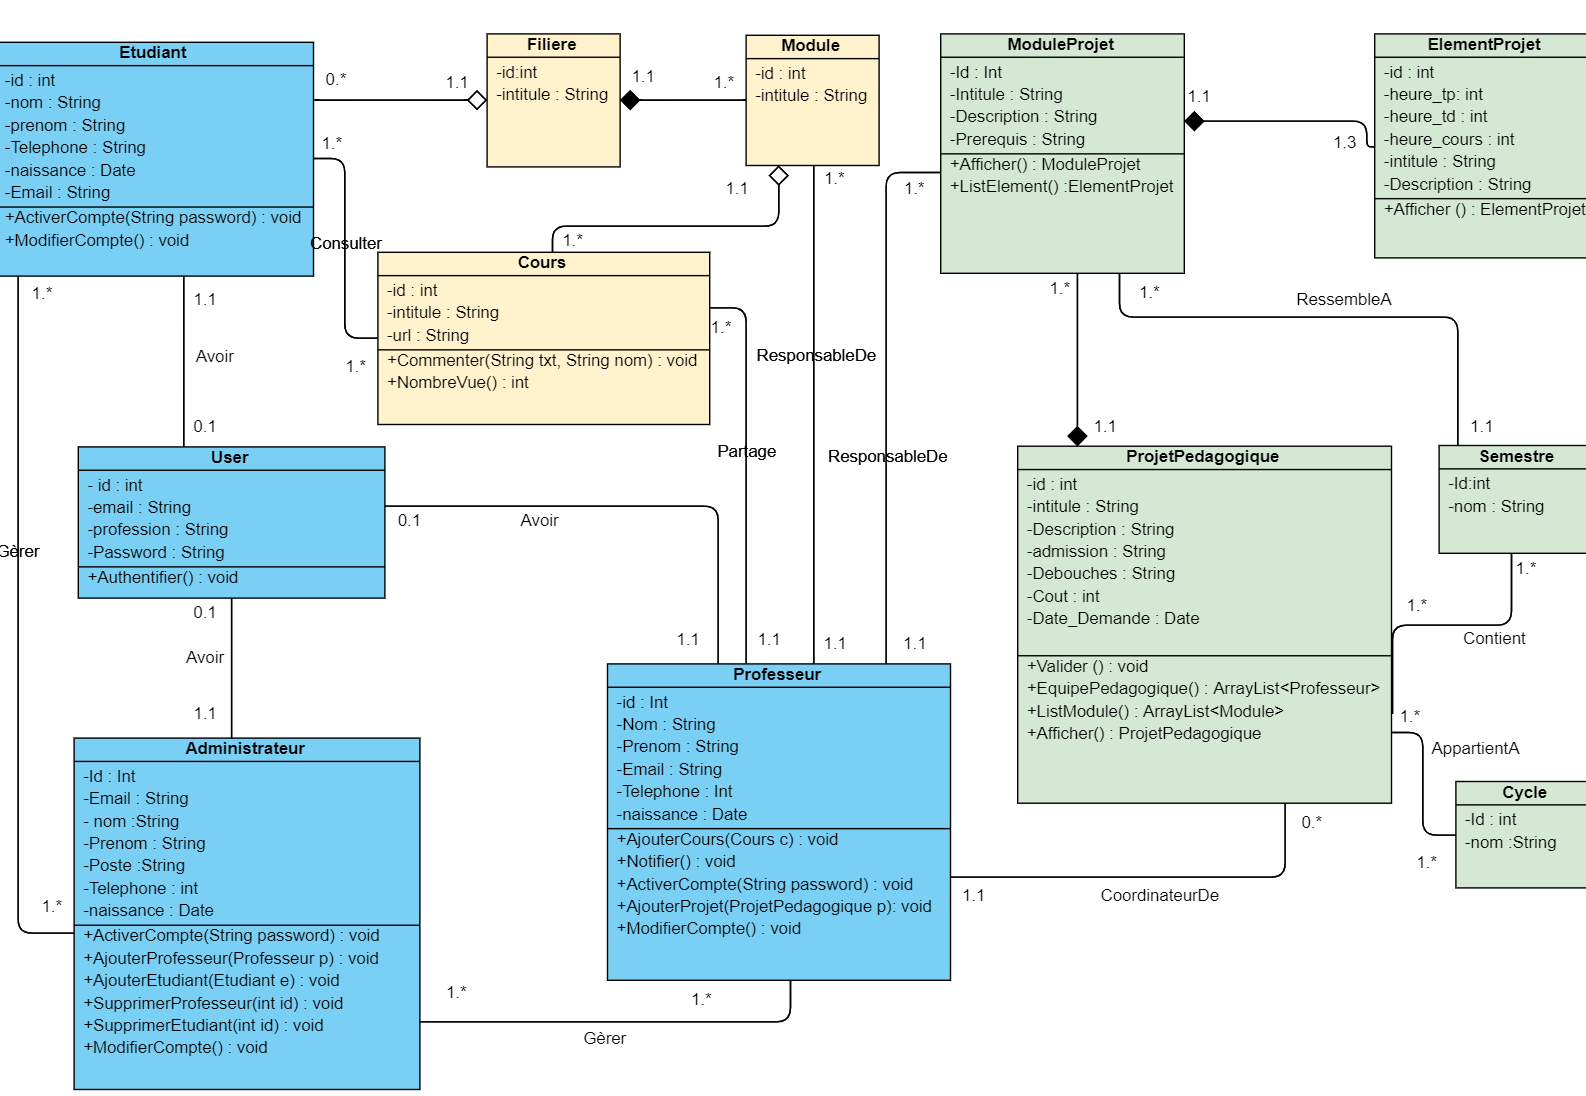 Etudiant
-id : int
-nom : String
-prenom : String
-Telephone : String
-naissance : Date
-Email : String
+ActiverCompte(String password) : void
+ModifierCompte() : void
0.*
1.1
Filiere
-id:int
-intitule : String
1.1
1.*
Module
-id : int
-intitule : String
ModuleProjet
-Id : Int
-Intitule : String
-Description : String
-Prerequis : String
+Afficher() : ModuleProjet
+ListElement() :ElementProjet
1.1
1.3
ElementProjet
-id : int
-heure_tp: int
-heure_td : int
-heure_cours : int
-intitule : String
-Description : String
+Afficher () : ElementProjet
1.*
Consulter
1.*
1.1
1.*
1.*
1.*
Cours
-id : int
-intitule : String
-url : String
+Commenter(String txt, String nom) : void
+NombreVue() : int
1.*
ResponsableDe
Partage
ResponsableDe
1.*
1.1
1.*
RessembleA
1.1
1.*
1.1
Avoir
0.1
User
- id : int
-email : String
-profession : String
-Password : String
+Authentifier() : void
0.1
Avoir
Gèrer
0.1
Avoir
1.1
1.1
1.1
1.1
1.1
ProjetPedagogique
-id : int
-intitule : String
-Description : String
-admission : String
-Debouches : String
-Cout : int
-Date_Demande : Date
+Valider () : void
+EquipePedagogique() : ArrayList<Professeur>
+ListModule() : ArrayList<Module>
+Afficher() : ProjetPedagogique
Semestre
-Id:int
-nom : String
1.*
1.*
Contient
1.*
AppartientA
1.*
Cycle
-Id : int
-nom :String
Administrateur
-Id : Int
-Email : String
- nom :String
-Prenom : String
-Poste :String
-Telephone : int
-naissance : Date
+ActiverCompte(String password) : void
+AjouterProfesseur(Professeur p) : void
+AjouterEtudiant(Etudiant e) : void
+SupprimerProfesseur(int id) : void
+SupprimerEtudiant(int id) : void
+ModifierCompte() : void
1.*
Professeur
-id : Int
-Nom : String
-Prenom : String
-Email : String
-Telephone : Int
-naissance : Date
+AjouterCours(Cours c) : void
+Notifier() : void
+ActiverCompte(String password) : void
+AjouterProjet(ProjetPedagogique p): void
+ModifierCompte() : void
0.*
1.1
CoordinateurDe
1.*
1.*
Gèrer